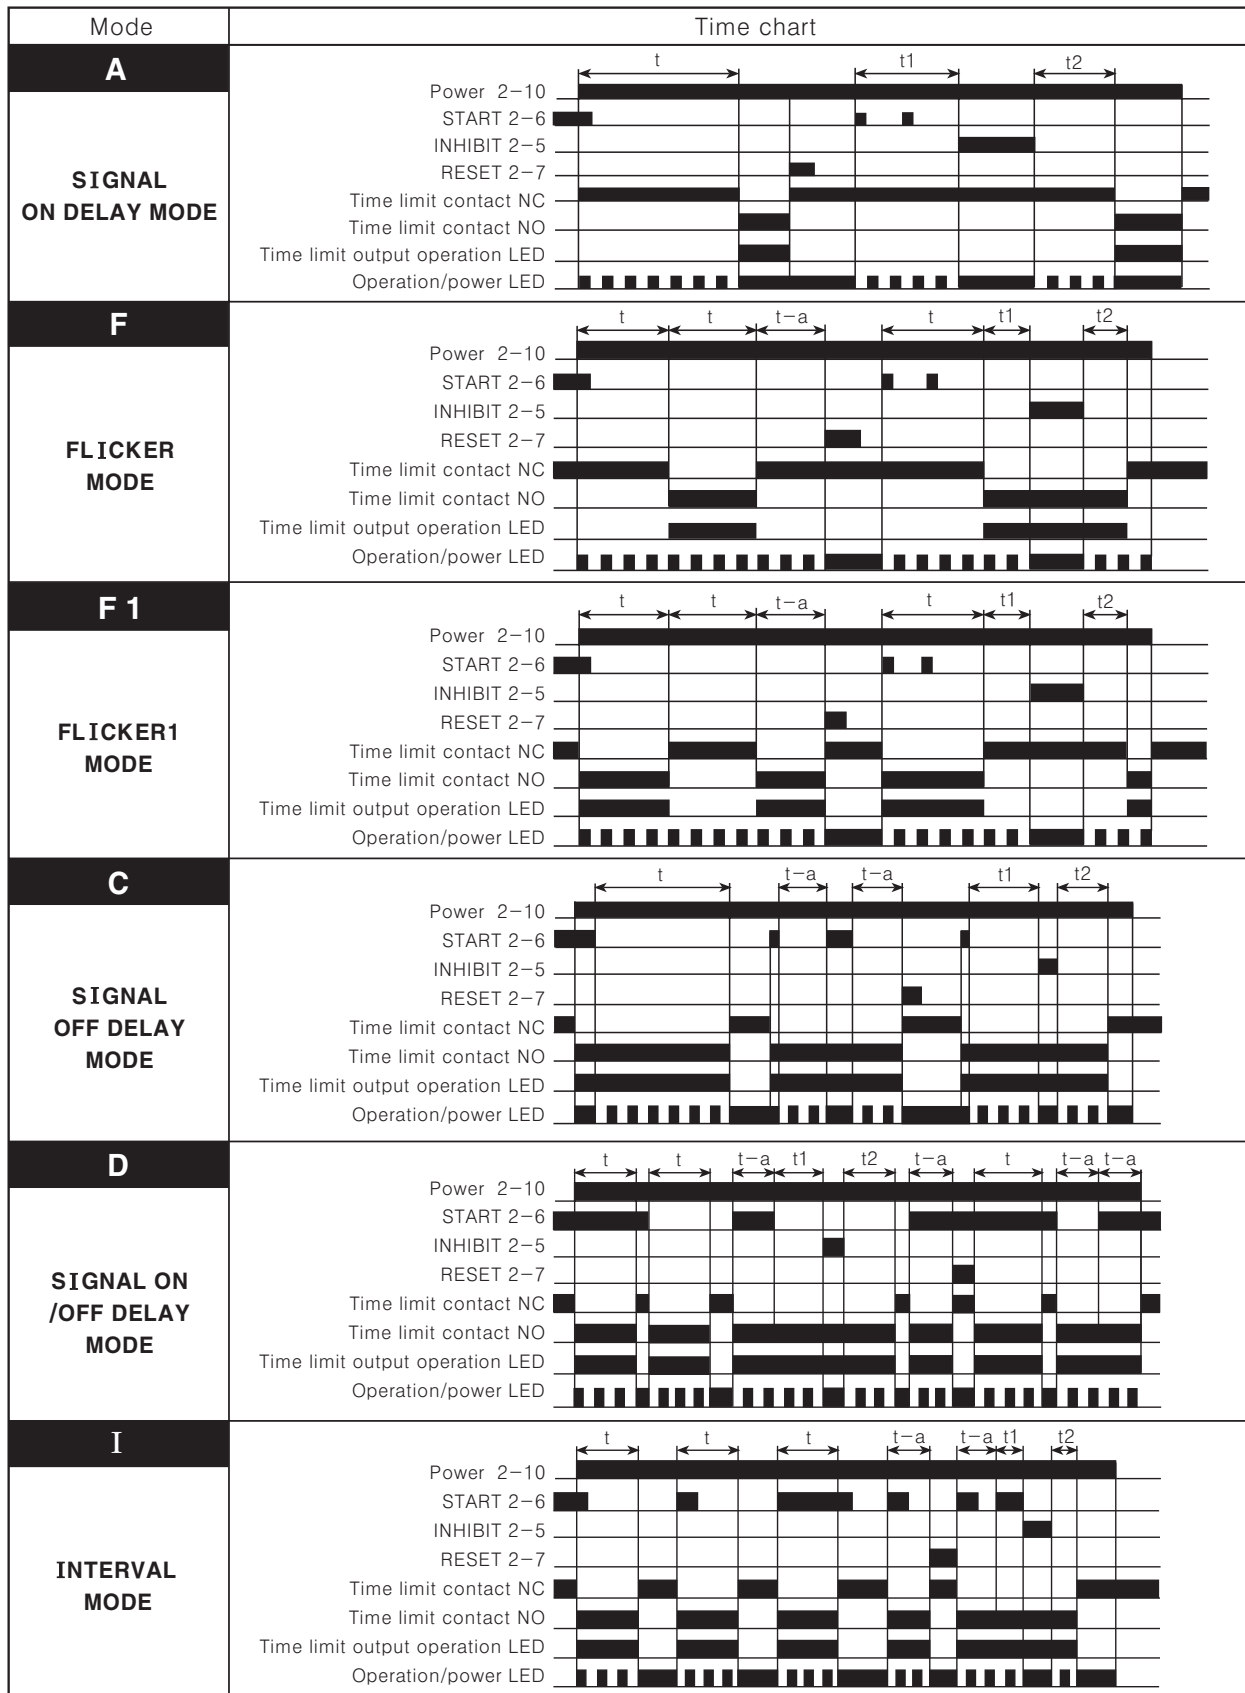 Mode
Time chart
A
SIGNAL
ON DELAY MODE
t
t1
t2
Power 2-10
START 2-6
INHIBIT 2-5
RESET 2-7
Time limit contact NC
Time limit contact NO
Time limit output operation LED
Operation/power LED
F
FLICKER
MODE
t
t
t-a
t
t1
t2
Power 2-10
START 2-6
INHIBIT 2-5
RESET 2-7
Time limit contact NC
Time limit contact NO
Time limit output operation LED
Operation/power LED
F 1
FLICKER1
MODE
t
t
t-a
t
t1
t2
Power 2-10
START 2-6
INHIBIT 2-5
RESET 2-7
Time limit contact NC
Time limit contact NO
Time limit output operation LED
Operation/power LED
C
SIGNAL
OFF DELAY
MODE
t
t-a
t-a
t1
t2
Power 2-10
START 2-6
INHIBIT 2-5
RESET 2-7
Time limit contact NC
Time limit contact NO
Time limit output operation LED
Operation/power LED
D
SIGNAL ON
/OFF DELAY
MODE
t
t
t-a
t1
t2
t-a
t
t-a
t-a
Power 2-10
START 2-6
INHIBIT 2-5
RESET 2-7
Time limit contact NC
Time limit contact NO
Time limit output operation LED
Operation/power LED
I
INTERVAL
MODE
t
t
t
t-a
t-a
t1
t2
Power 2-10
START 2-6
INHIBIT 2-5
RESET 2-7
Time limit contact NC
Time limit contact NO
Time limit output operation LED
Operation/power LED